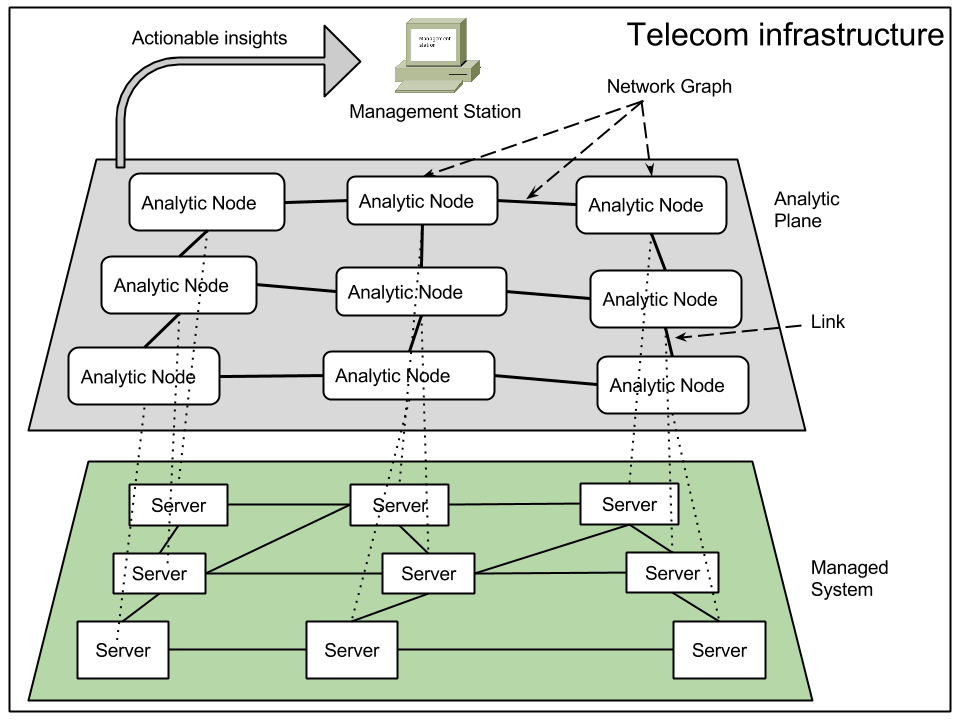 Telecom infrastructure
Actionable insights
Management
station
Management Station
Network Graph
Analytic Node
Analytic Node
Analytic Node
Analytic
Plane
Analytic Node
Analytic Node
Analytic Node
Link
Analytic Node
Analytic Node
Analytic Node
Server
Server
Server
Server
Server
Server
Managed
System
Server
Server
Server